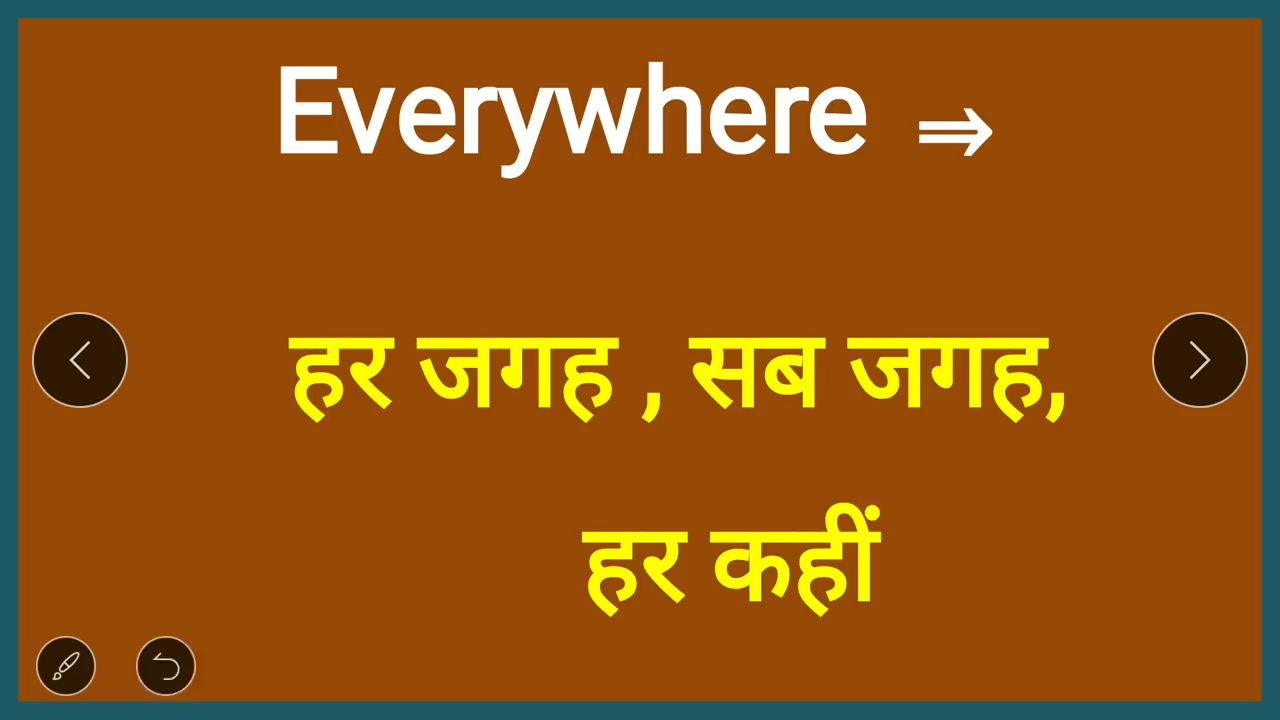 Everywhere ⇒
हर जगह , सब जगह,
हर कहीं